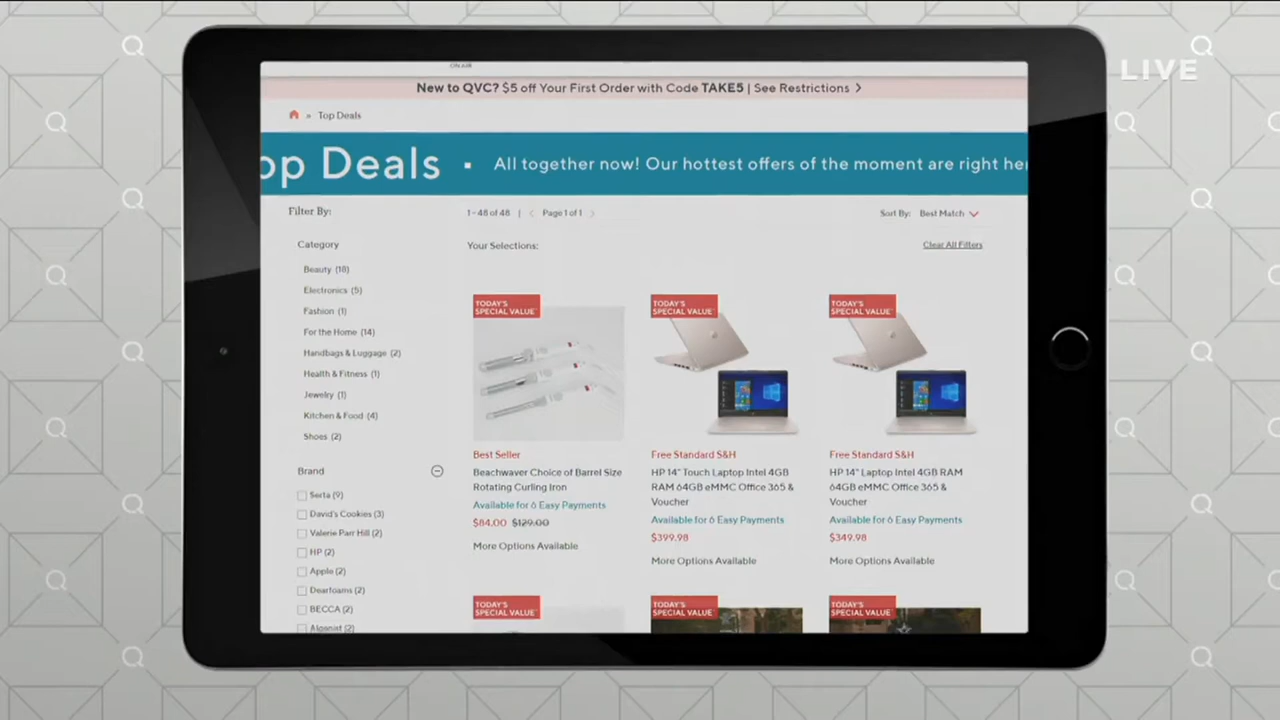 LIVE
ON AIR
New to QVC? $5 off Your First Order with Code TAKE5 | See Restrictions
» Top Deals
op Deals ▪ All together now! Our hottest offers of the moment are right her
Filter By:
1 - 48 of 48 | Page 1 of 1
Sort By: Best Match
Category
Your Selections:
Clear All Filters
Beauty (18)
Electronics (5)
Fashion (1)
For the Home (14)
Handbags & Luggage (2)
Health & Fitness (1)
Jewelry (1)
Kitchen & Food (4)
Shoes (2)
Brand
Serta (9)
David's Cookies (3)
Valerie Parr Hill (2)
HP (2)
Apple (2)
Dearfoams (2)
BECCA (2)
Algenist (2)
TODAY'S
SPECIAL VALUE
Best Seller
Beachwaver Choice of Barrel Size
Rotating Curling Iron
Available for 6 Easy Payments
$84.00 $129.00
More Options Available
TODAY'S
SPECIAL VALUE
Free Standard S&H
HP 14" Touch Laptop Intel 4GB
RAM 64GB eMMC Office 365 &
Voucher
Available for 6 Easy Payments
$399.98
More Options Available
TODAY'S
SPECIAL VALUE
Free Standard S&H
HP 14" Laptop Intel 4GB RAM
64GB eMMC Office 365 &
Voucher
Available for 6 Easy Payments
$349.98
More Options Available
TODAY'S
SPECIAL VALUE
TODAY'S
SPECIAL VALUE
TODAY'S
SPECIAL VALUE